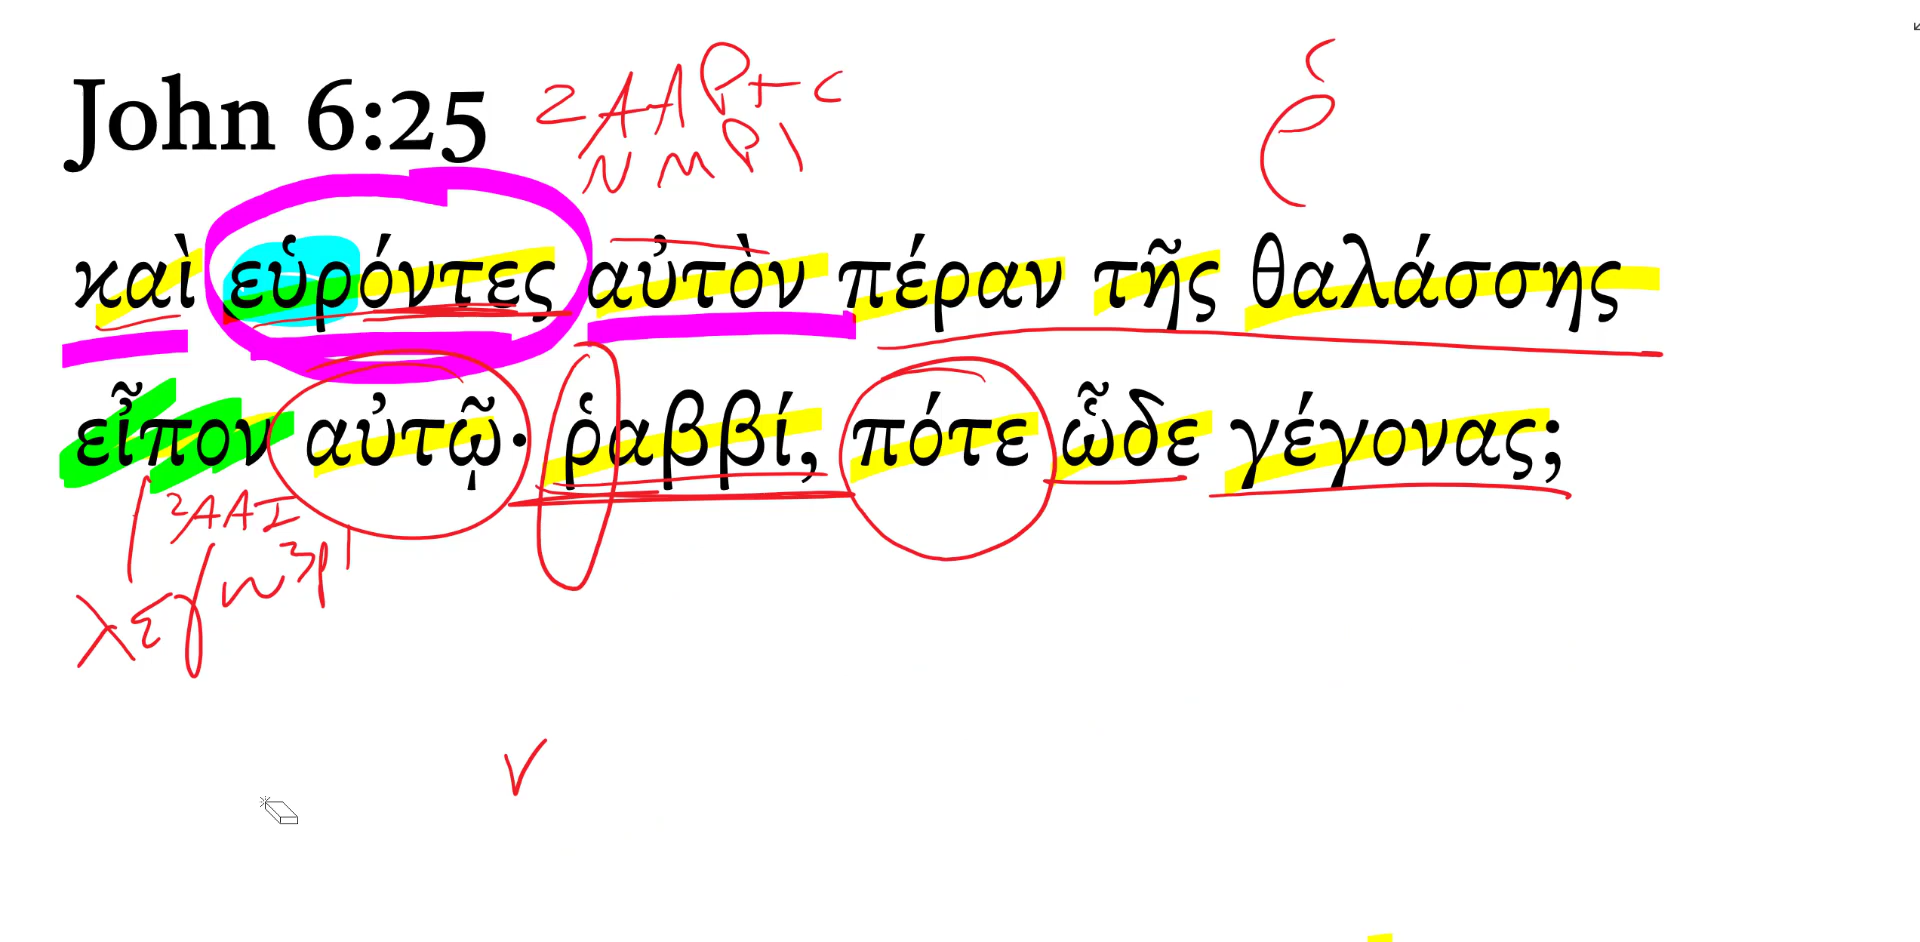 John 6:25
2AAPtc
NMPl
ῥ
καὶ εὑρόντες αὐτὸν πέραν τῆς θαλάσσης
εἶπον αὐτῷ· ῥαββί, πότε ὧδε γέγονας;
2AAI
3pl
λεγω